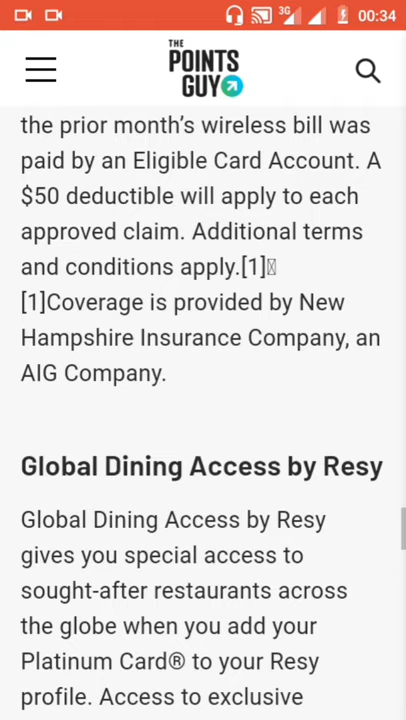 3G 00:34
THE
POINTS
GUY
the prior month's wireless bill was
paid by an Eligible Card Account. A
$50 deductible will apply to each
approved claim. Additional terms
and conditions apply.[1]
[1]Coverage is provided by New
Hampshire Insurance Company, an
AIG Company.
Global Dining Access by Resy
Global Dining Access by Resy
gives you special access to
sought-after restaurants across
the globe when you add your
Platinum Card® to your Resy
profile. Access to exclusive